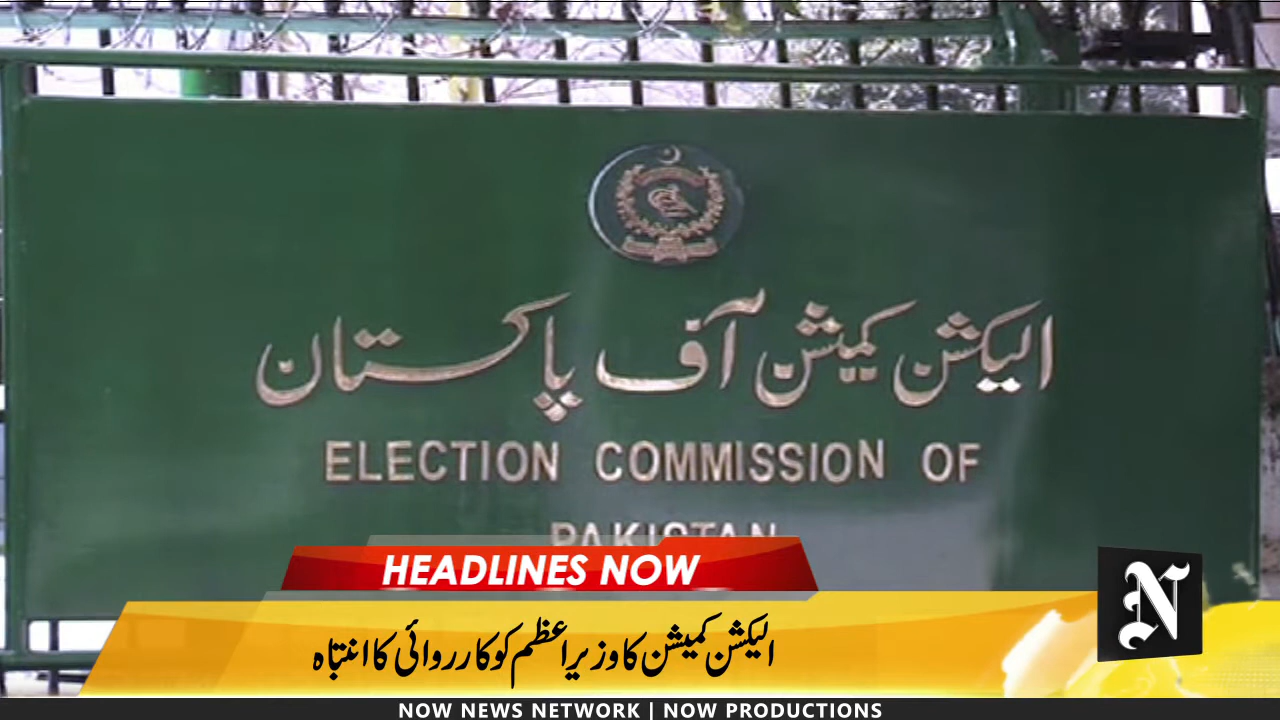 الیکشن کمیشن آف پاکستان
ELECTION COMMISSION OF
PAKISTAN
HEADLINES NOW
الیکشن کمیشن کا وزیراعظم کو کارروائی کا انتباہ
N
NOW NEWS NETWORK | NOW PRODUCTIONS